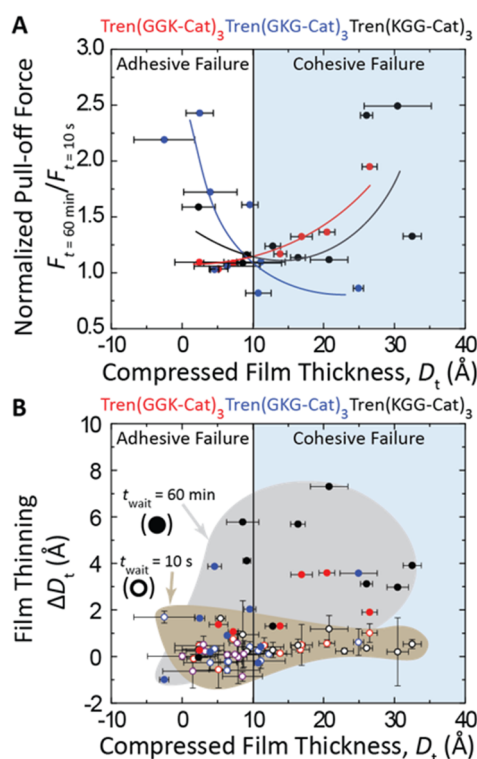 A
Tren(GGK-Cat)3 Tren(GKG-Cat)3 Tren(KGG-Cat)3
Adhesive Failure
Cohesive Failure
Normalized Pull-off Force
Ft = 60 min/Ft = 10 s
3.0
2.5
2.0
1.5
1.0
0.5
-10 0 10 20 30 40
Compressed Film Thickness, Dt (Å)
B
Tren(GGK-Cat)3 Tren(GKG-Cat)3 Tren(KGG-Cat)3
Adhesive Failure
Cohesive Failure
twait = 60 min
( )
twait = 10 s
( )
Film Thinning
ΔDt (Å)
10
8
6
4
2
0
-2
-10 0 10 20 30 40
Compressed Film Thickness, Dt (Å)